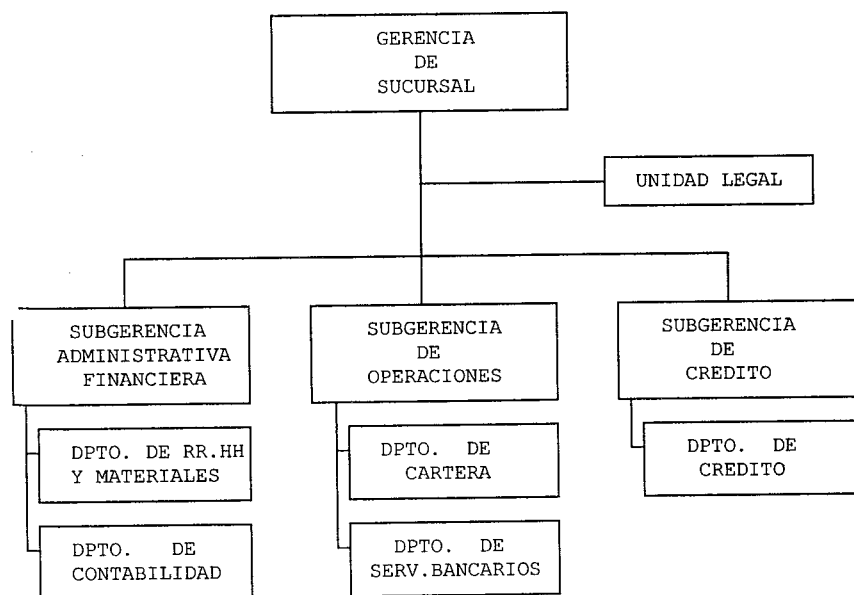 GERENCIA
DE
SUCURSAL
UNIDAD LEGAL
SUBGERENCIA
ADMINISTRATIVA
FINANCIERA
SUBGERENCIA
DE
OPERACIONES
SUBGERENCIA
DE
CREDITO
DPTO. DE RR.HH
Y MATERIALES
DPTO. DE
CARTERA
DPTO. DE
CREDITO
DPTO. DE
CONTABILIDAD
DPTO. DE
SERV.BANCARIOS